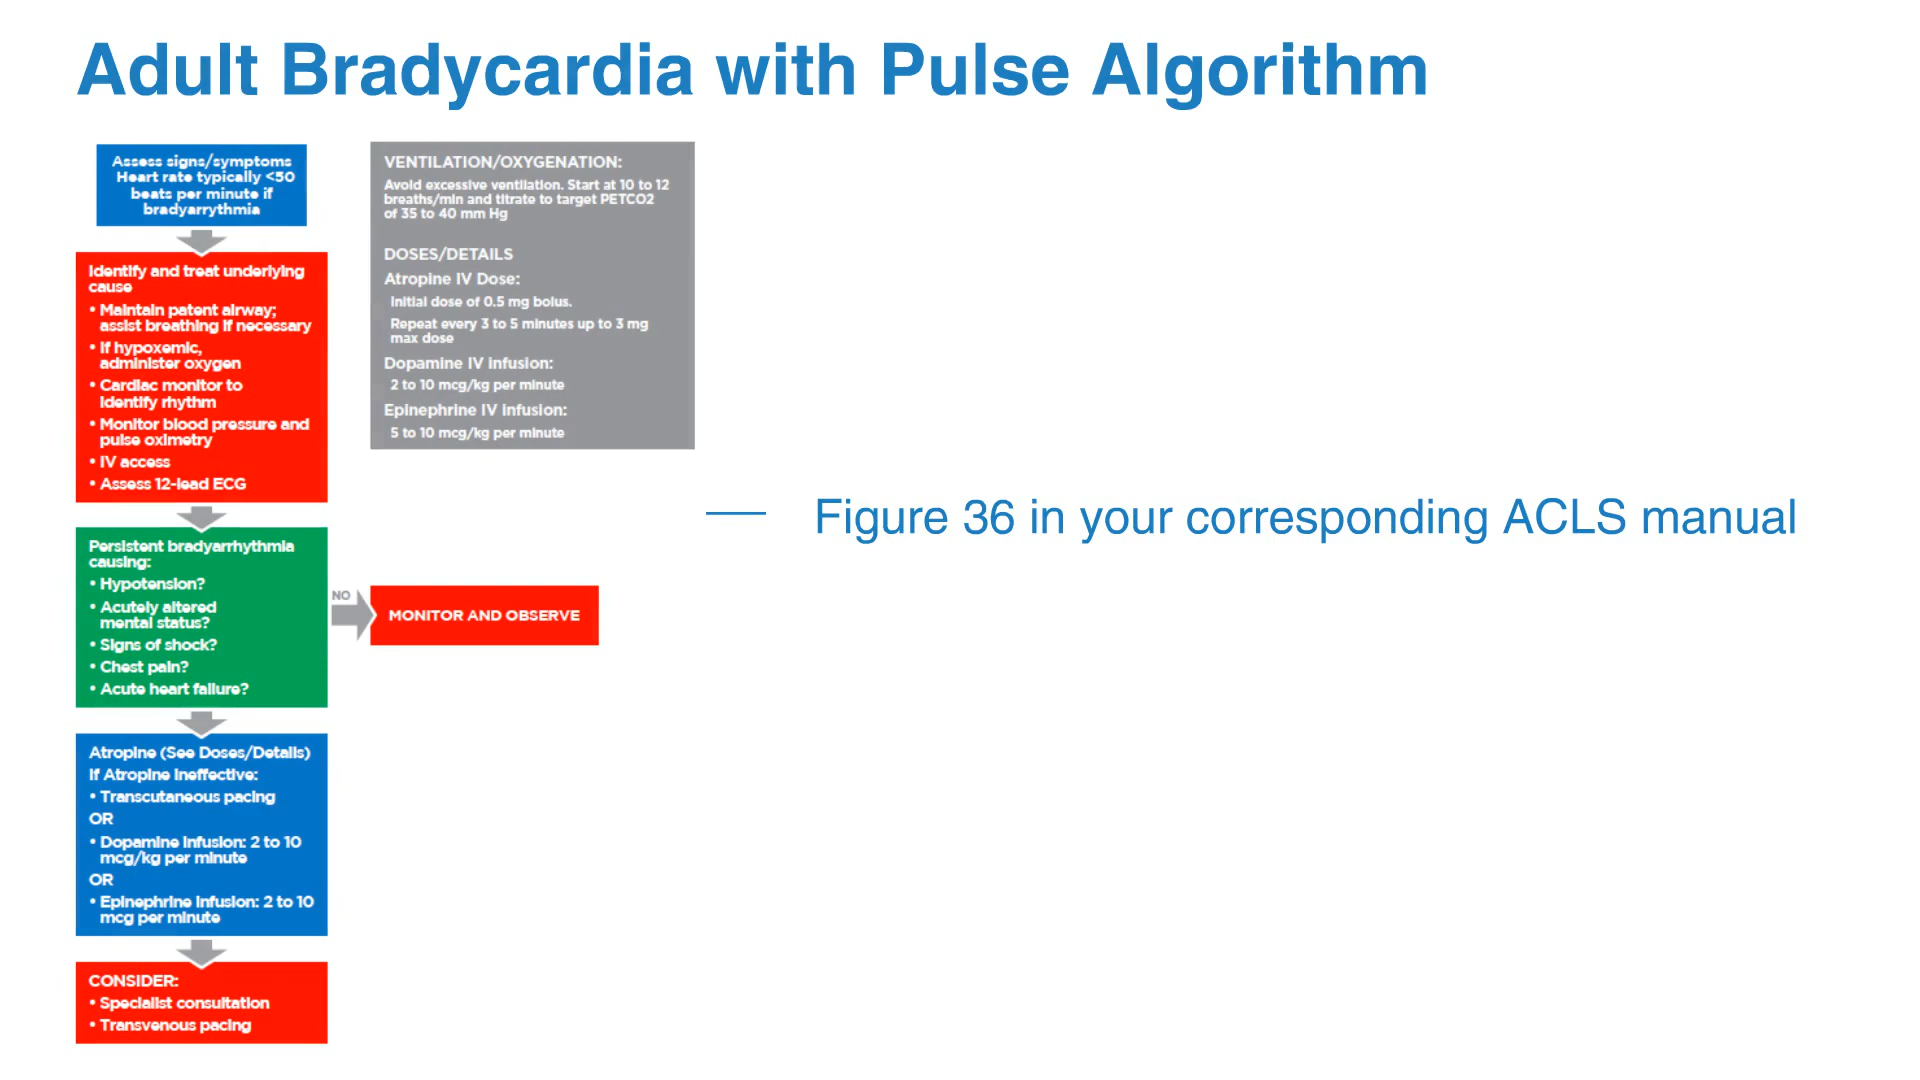 Adult Bradycardia with Pulse Algorithm
Assess signs/symptoms
Heart rate typically <50
beats per minute if
bradyarrythmia
Identify and treat underlying
cause
• Maintain patent airway;
assist breathing if necessary
• If hypoxemic,
administer oxygen
• Cardiac monitor to
identify rhythm
• Monitor blood pressure and
pulse oximetry
• IV access
• Assess 12-lead ECG
Persistent bradyarrhythmia
causing:
• Hypotension?
• Acutely altered
mental status?
• Signs of shock?
• Chest pain?
• Acute heart failure?
NO
MONITOR AND OBSERVE
Atropine (See Doses/Details)
If Atropine ineffective:
• Transcutaneous pacing
OR
• Dopamine infusion: 2 to 10
mcg/kg per minute
OR
• Epinephrine infusion: 2 to 10
mcg per minute
CONSIDER:
• Specialist consultation
• Transvenous pacing
VENTILATION/OXYGENATION:
Avoid excessive ventilation. Start at 10 to 12
breaths/min and titrate to target PETCO2
of 35 to 40 mm Hg
DOSES/DETAILS
Atropine IV Dose:
Initial dose of 0.5 mg bolus.
Repeat every 3 to 5 minutes up to 3 mg
max dose
Dopamine IV infusion:
2 to 10 mcg/kg per minute
Epinephrine IV infusion:
5 to 10 mcg/kg per minute
— Figure 36 in your corresponding ACLS manual